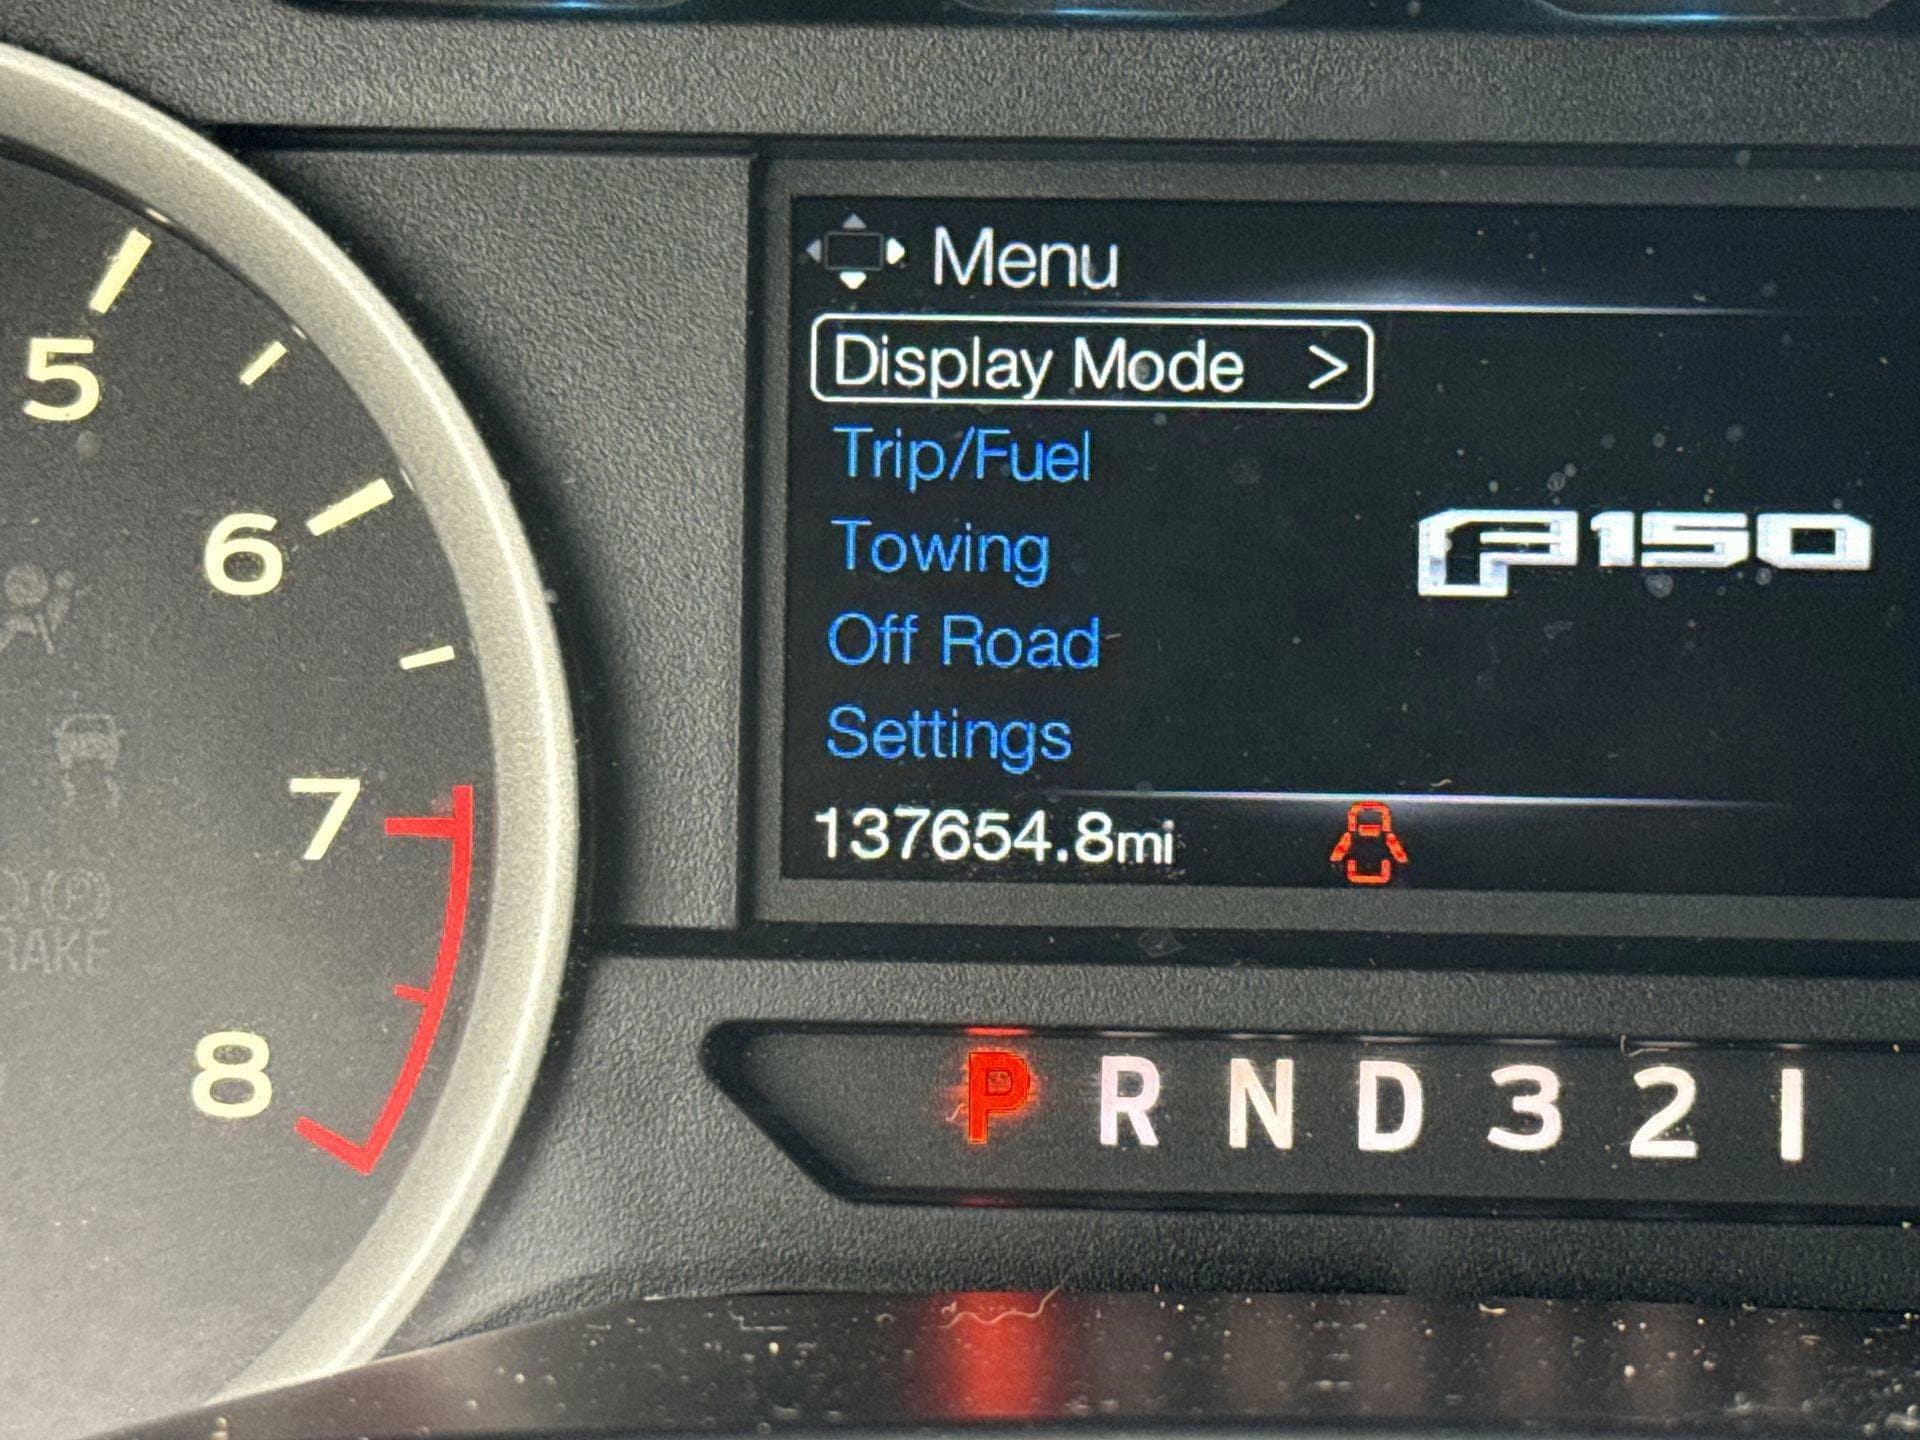 Menu
Display Mode >
Trip/Fuel
Towing
Off Road
Settings
F150
137654.8mi
5
6
7
8
(P)
P R N D 3 2 1